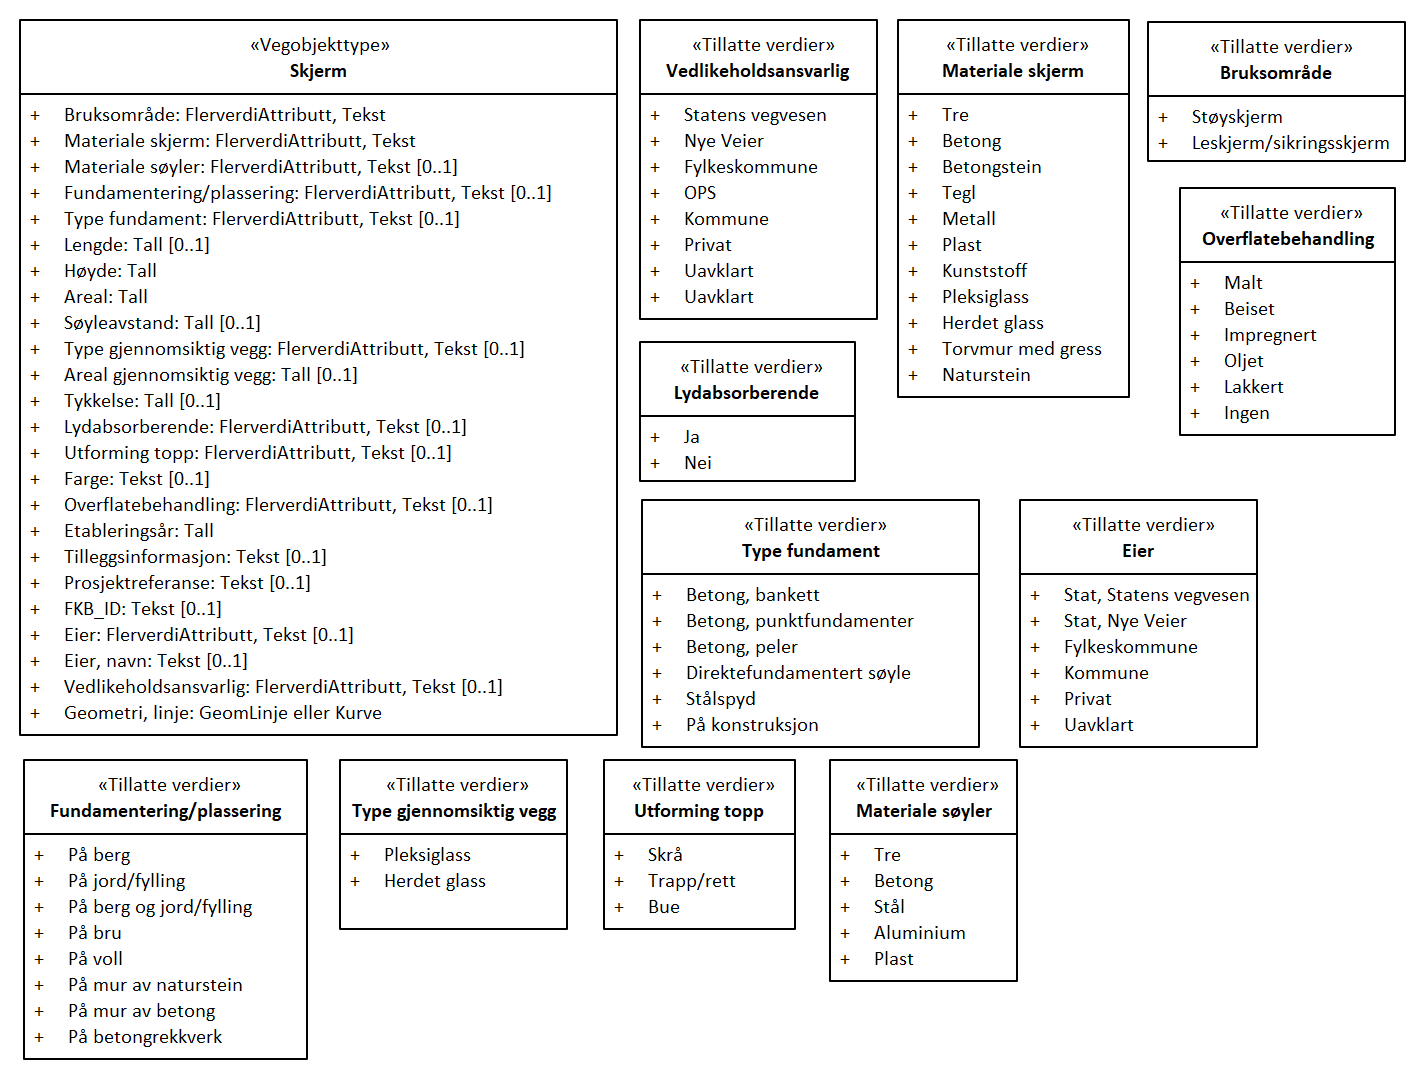 «Vegobjekttype»
Skjerm
+ Bruksområde: FlerverdiAttributt, Tekst
+ Materiale skjerm: FlerverdiAttributt, Tekst
+ Materiale søyler: FlerverdiAttributt, Tekst [0..1]
+ Fundamentering/plassering: FlerverdiAttributt, Tekst [0..1]
+ Type fundament: FlerverdiAttributt, Tekst [0..1]
+ Lengde: Tall [0..1]
+ Høyde: Tall
+ Areal: Tall
+ Søyleavstand: Tall [0..1]
+ Type gjennomsiktig vegg: FlerverdiAttributt, Tekst [0..1]
+ Areal gjennomsiktig vegg: Tall [0..1]
+ Tykkelse: Tall [0..1]
+ Lydabsorberende: FlerverdiAttributt, Tekst [0..1]
+ Utforming topp: FlerverdiAttributt, Tekst [0..1]
+ Farge: Tekst [0..1]
+ Overflatebehandling: FlerverdiAttributt, Tekst [0..1]
+ Etableringsår: Tall
+ Tilleggsinformasjon: Tekst [0..1]
+ Prosjektreferanse: Tekst [0..1]
+ FKB_ID: Tekst [0..1]
+ Eier: FlerverdiAttributt, Tekst [0..1]
+ Eier, navn: Tekst [0..1]
+ Vedlikeholdsansvarlig: FlerverdiAttributt, Tekst [0..1]
+ Geometri, linje: GeomLinje eller Kurve
«Tillatte verdier»
Vedlikeholdsansvarlig
+ Statens vegvesen
+ Nye Veier
+ Fylkeskommune
+ OPS
+ Kommune
+ Privat
+ Uavklart
+ Uavklart
«Tillatte verdier»
Materiale skjerm
+ Tre
+ Betong
+ Betongstein
+ Tegl
+ Metall
+ Plast
+ Kunststoff
+ Pleksiglass
+ Herdet glass
+ Torvmur med gress
+ Naturstein
«Tillatte verdier»
Bruksområde
+ Støyskjerm
+ Leskjerm/sikringsskjerm
«Tillatte verdier»
Overflatebehandling
+ Malt
+ Beiset
+ Impregnert
+ Oljet
+ Lakkert
+ Ingen
«Tillatte verdier»
Lydabsorberende
+ Ja
+ Nei
«Tillatte verdier»
Type fundament
+ Betong, bankett
+ Betong, punktfundamenter
+ Betong, peler
+ Direktefundamentert søyle
+ Stålspyd
+ På konstruksjon
«Tillatte verdier»
Eier
+ Stat, Statens vegvesen
+ Stat, Nye Veier
+ Fylkeskommune
+ Kommune
+ Privat
+ Uavklart
«Tillatte verdier»
Fundamentering/plassering
+ På berg
+ På jord/fylling
+ På berg og jord/fylling
+ På bru
+ På voll
+ På mur av naturstein
+ På mur av betong
+ På betongrekkverk
«Tillatte verdier»
Type gjennomsiktig vegg
+ Pleksiglass
+ Herdet glass
«Tillatte verdier»
Utforming topp
+ Skrå
+ Trapp/rett
+ Bue
«Tillatte verdier»
Materiale søyler
+ Tre
+ Betong
+ Stål
+ Aluminium
+ Plast